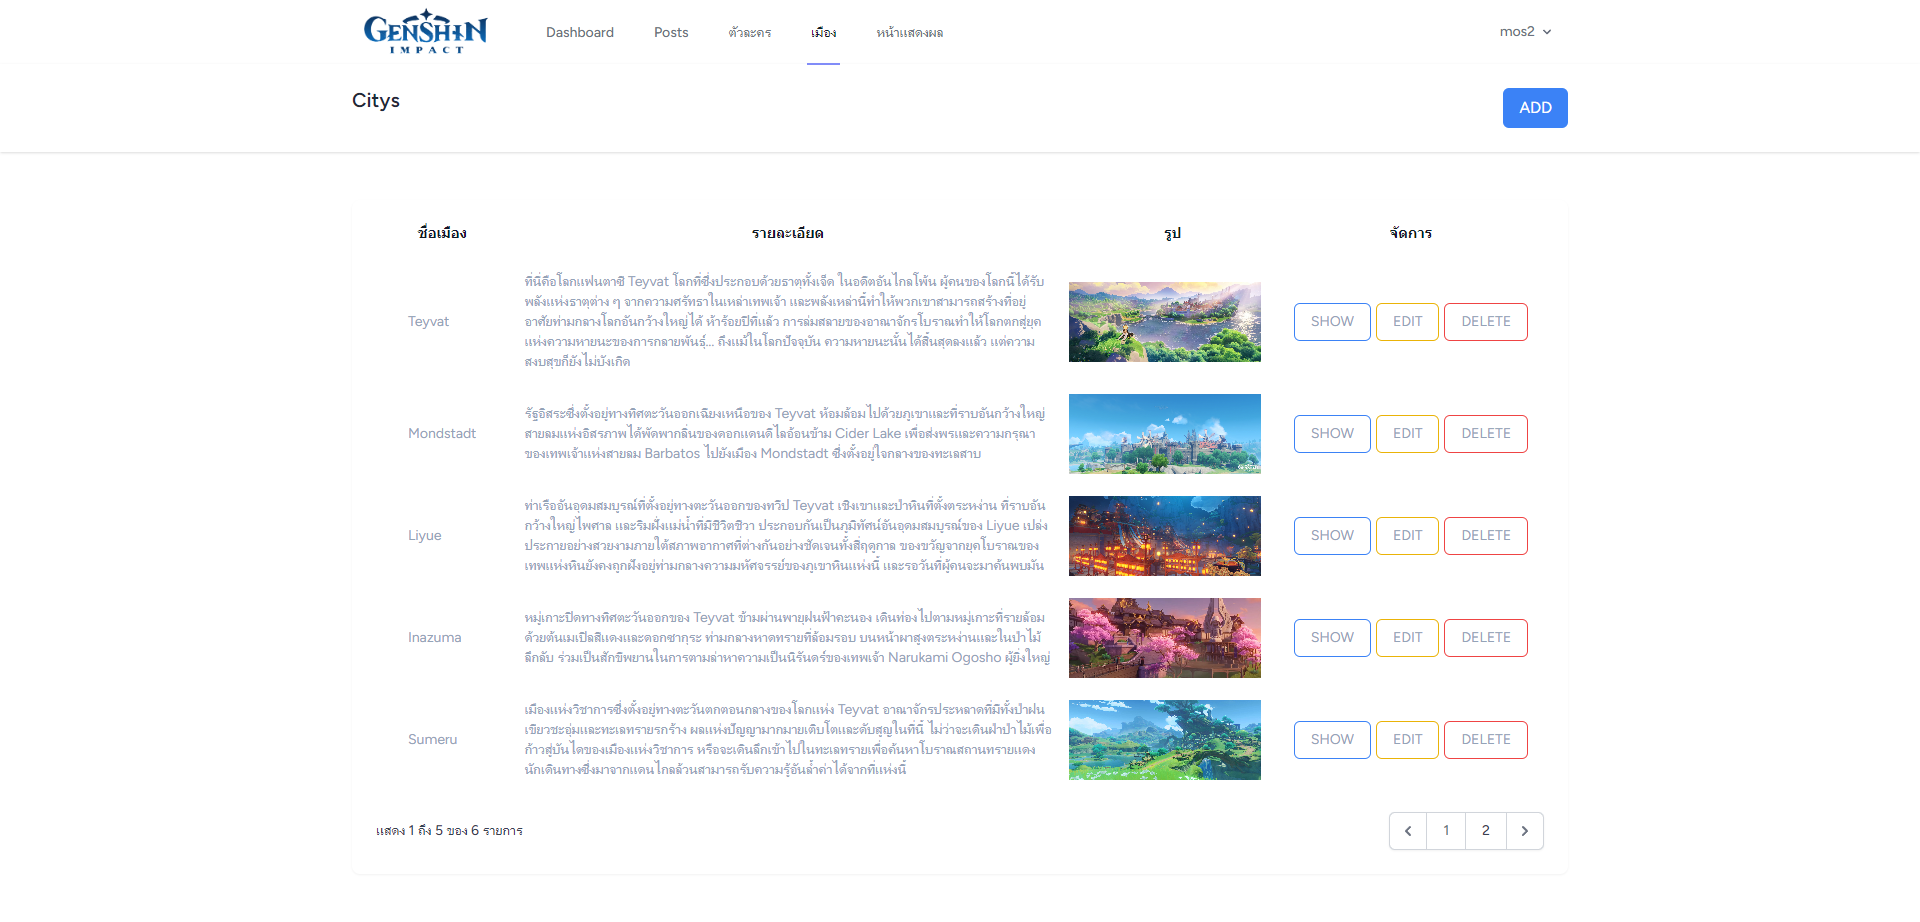 GENSHIN
IMPACT
Dashboard
Posts
ตัวละคร
เมือง
หน้าแสดงผล
mos2
Citys
ADD
ชื่อเมือง
รายละเอียด
รูป
จัดการ
Teyvat
ที่นี่คือโลกแฟนตาซี Teyvat โลกที่ซึ่งประกอบด้วยธาตุทั้งเจ็ด ในอดีตอันไกลโพ้น ผู้คนของโลกนี้ได้รับ
พลังแห่งธาตุต่าง ๆ จากความศรัทธาในเหล่าเทพเจ้า และพลังเหล่านี้ทำให้พวกเขาสามารถสร้างที่อยู่
อาศัยท่ามกลางโลกอันกว้างใหญ่ได้ ห้าร้อยปีที่แล้ว การล่มสลายของอาณาจักรโบราณทำให้โลกตกสู่ยุค
แห่งความหายนะของการกลายพันธุ์... ถึงแม้ในโลกปัจจุบัน ความหายนะนั้นได้สิ้นสุดลงแล้ว แต่ความ
สงบสุขก็ยังไม่บังเกิด
SHOW
EDIT
DELETE
Mondstadt
รัฐอิสระซึ่งตั้งอยู่ทางทิศตะวันออกเฉียงเหนือของ Teyvat ห้อมล้อมไปด้วยภูเขาและที่ราบอันกว้างใหญ่
สายลมแห่งอิสรภาพได้พัดพากลิ่นของดอกแดนดิไลอ้อนข้าม Cider Lake เพื่อส่งพรและความกรุณา
ของเทพเจ้าแห่งสายลม Barbatos ไปยังเมือง Mondstadt ซึ่งตั้งอยู่ใจกลางของทะเลสาบ
SHOW
EDIT
DELETE
Liyue
ท่าเรืออันอุดมสมบูรณ์ที่ตั้งอยู่ทางตะวันออกของทวีป Teyvat เชิงเขาและป่าหินที่ตั้งตระหง่าน ที่ราบอัน
กว้างใหญ่ไพศาล และริมฝั่งแม่น้ำที่มีชีวิตชีวา ประกอบกันเป็นภูมิทัศน์อันอุดมสมบูรณ์ของ Liyue เปล่ง
ประกายอย่างสวยงามภายใต้สภาพอากาศที่ต่างกันอย่างชัดเจนทั้งสี่ฤดูกาล ของขวัญจากยุคโบราณของ
เทพแห่งหินยังคงถูกฝังอยู่ท่ามกลางความมหัศจรรย์ของภูเขาหินแห่งนี้ และรอวันที่ผู้คนจะมาค้นพบมัน
SHOW
EDIT
DELETE
Inazuma
หมู่เกาะปิดทางทิศตะวันออกของ Teyvat ข้ามผ่านพายุฝนฟ้าคะนอง เดินท่องไปตามหมู่เกาะที่รายล้อม
ด้วยต้นเมเปิลสีแดงและดอกซากุระ ท่ามกลางหาดทรายที่ล้อมรอบ บนหน้าผาสูงตระหง่านและในป่าไม้
ลึกลับ ร่วมเป็นสักขีพยานในการตามล่าหาความเป็นนิรันดร์ของเทพเจ้า Narukami Ogosho ผู้ยิ่งใหญ่
SHOW
EDIT
DELETE
Sumeru
เมืองแห่งวิชาการซึ่งตั้งอยู่ทางตะวันตกตอนกลางของโลกแห่ง Teyvat อาณาจักรประหลาดที่มีทั้งป่าฝน
เขียวชะอุ่มและทะเลทรายรกร้าง ผลแห่งปัญญามากมายเติบโตและดับสูญในที่นี้ ไม่ว่าจะเดินฝ่าป่าไม้เพื่อ
ก้าวสู่บันไดของเมืองแห่งวิชาการ หรือจะเดินลึกเข้าไปในทะเลทรายเพื่อค้นหาโบราณสถานทรายแดง
นักเดินทางซึ่งมาจากแดนไกลล้วนสามารถรับความรู้อันล้ำค่าได้จากที่แห่งนี้
SHOW
EDIT
DELETE
แสดง 1 ถึง 5 ของ 6 รายการ
1
2